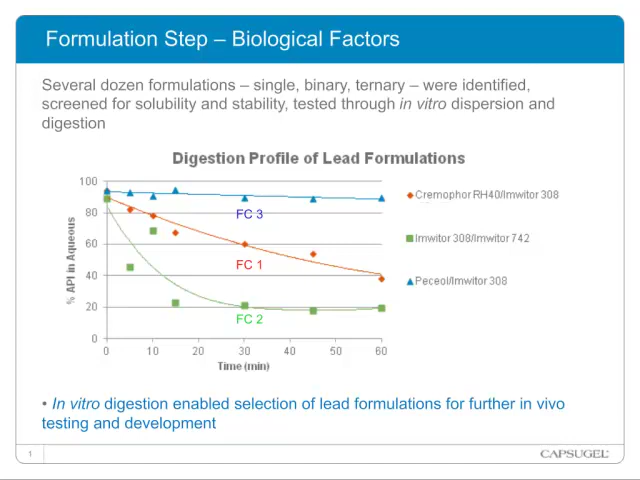 Formulation Step – Biological Factors
Several dozen formulations – single, binary, ternary – were identified,
screened for solubility and stability, tested through in vitro dispersion and
digestion
Digestion Profile of Lead Formulations
% API in Aqueous
100
80
60
40
20
0
0
10
20
30
40
50
60
Time (min)
FC 3
FC 1
FC 2
Cremophor RH40/Imwitor 308
Imwitor 308/Imwitor 742
Peceol/Imwitor 308
• In vitro digestion enabled selection of lead formulations for further in vivo
testing and development
1
CAPSUGEL